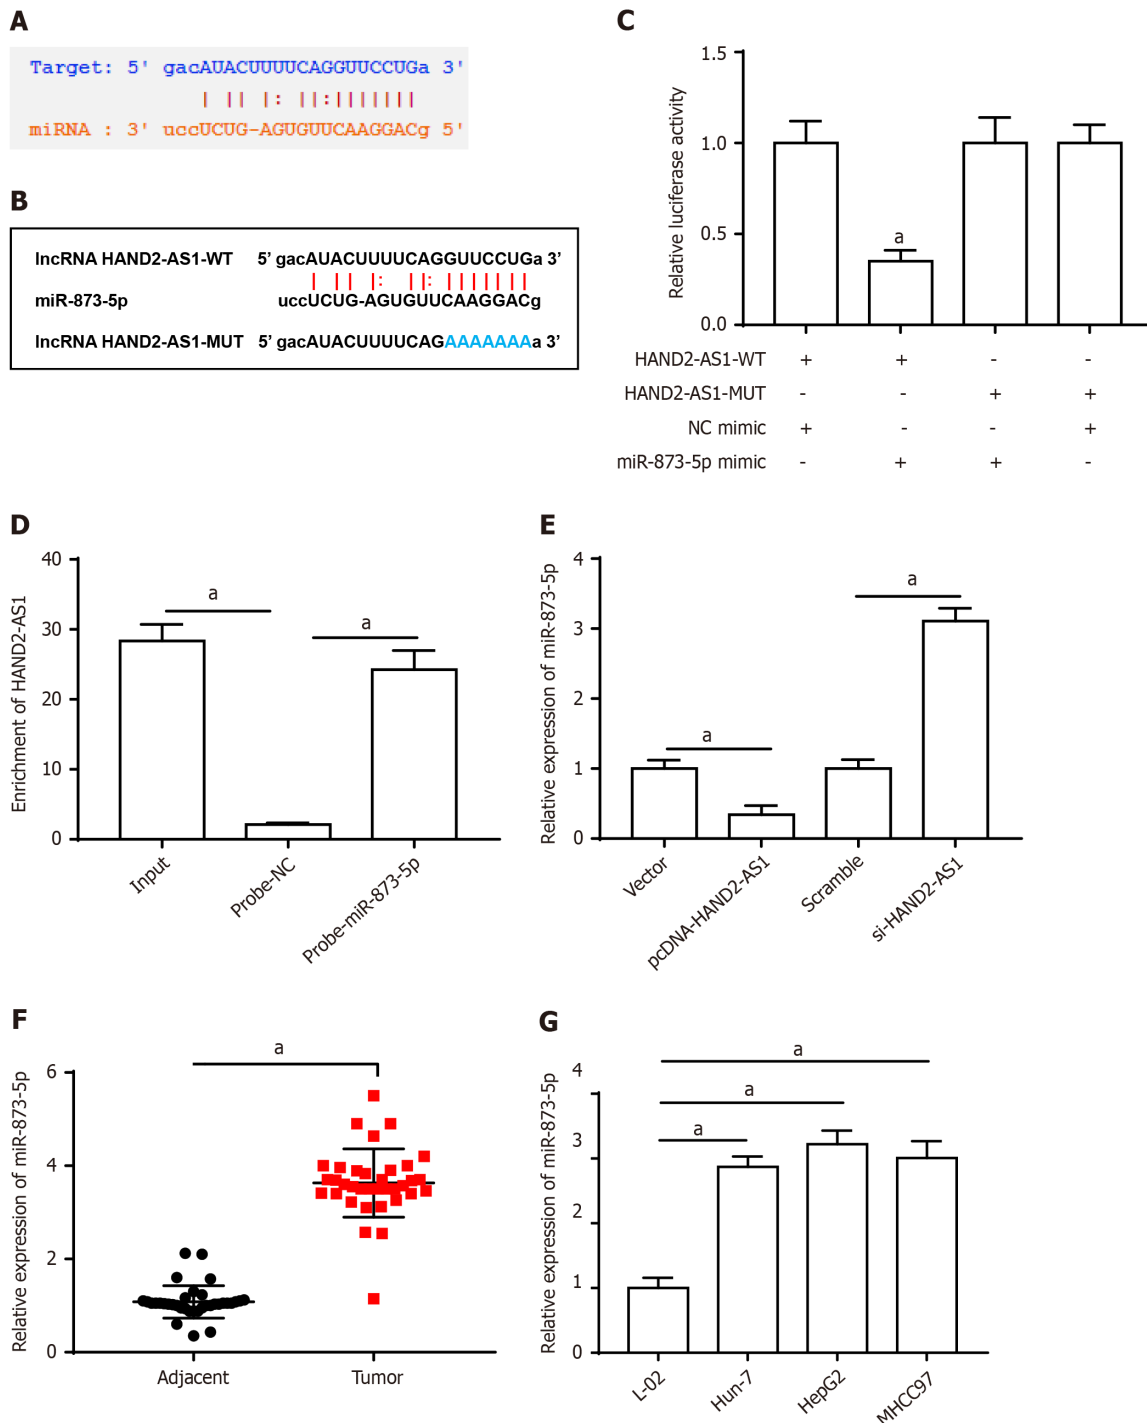 A
Target: 5' gacAUACUUUUCAGGUUCCUGa 3'
| || |: ||:|||||||
miRNA : 3' uccUCUG-AGUGUUCAAGGACg 5'
B
lncRNA HAND2-AS1-WT 5’ gacAUACUUUUCAGGUUCCUGa 3’
| || |: ||: |||||||
miR-873-5p uccUCUG-AGUGUUCAAGGACg
lncRNA HAND2-AS1-MUT 5’ gacAUACUUUUCAGAAAAAAAa 3’
C
Relative luciferase activity
1.5
1.0
0.5
0.0
a
HAND2-AS1-WT + + - -
HAND2-AS1-MUT - - + +
NC mimic + - - +
miR-873-5p mimic - + + -
D
Enrichment of HAND2-AS1
40
30
20
10
0
a
a
Input
Probe-NC
Probe-miR-873-5p
E
Relative expression of miR-873-5p
4
3
2
1
0
a
a
Vector
pcDNA-HAND2-AS1
Scramble
si-HAND2-AS1
F
Relative expression of miR-873-5p
6
4
2
0
a
Adjacent
Tumor
G
Relative expression of miR-873-5p
4
3
2
1
0
a
a
a
L-02
Hun-7
HepG2
MHCC97